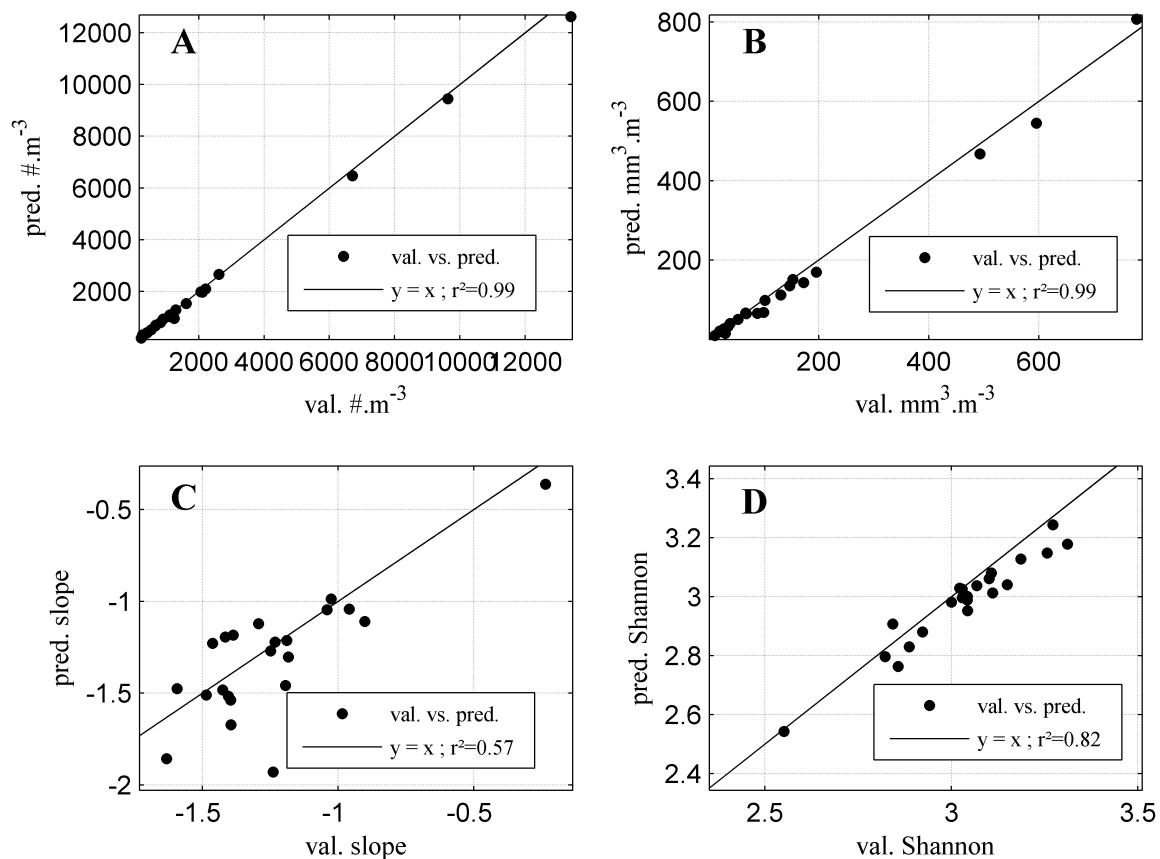 A
12000
10000
8000
6000
4000
2000
pred. #.m⁻³
val. vs. pred.
y = x ; r²=0.99
2000 4000 6000 8000 10000 12000
val. #.m⁻³
B
800
600
400
200
pred. mm³.m⁻³
val. vs. pred.
y = x ; r²=0.99
200 400 600
val. mm³.m⁻³
C
-0.5
-1
-1.5
-2
pred. slope
val. vs. pred.
y = x ; r²=0.57
-1.5 -1 -0.5
val. slope
D
3.4
3.2
3
2.8
2.6
2.4
pred. Shannon
val. vs. pred.
y = x ; r²=0.82
2.5 3 3.5
val. Shannon